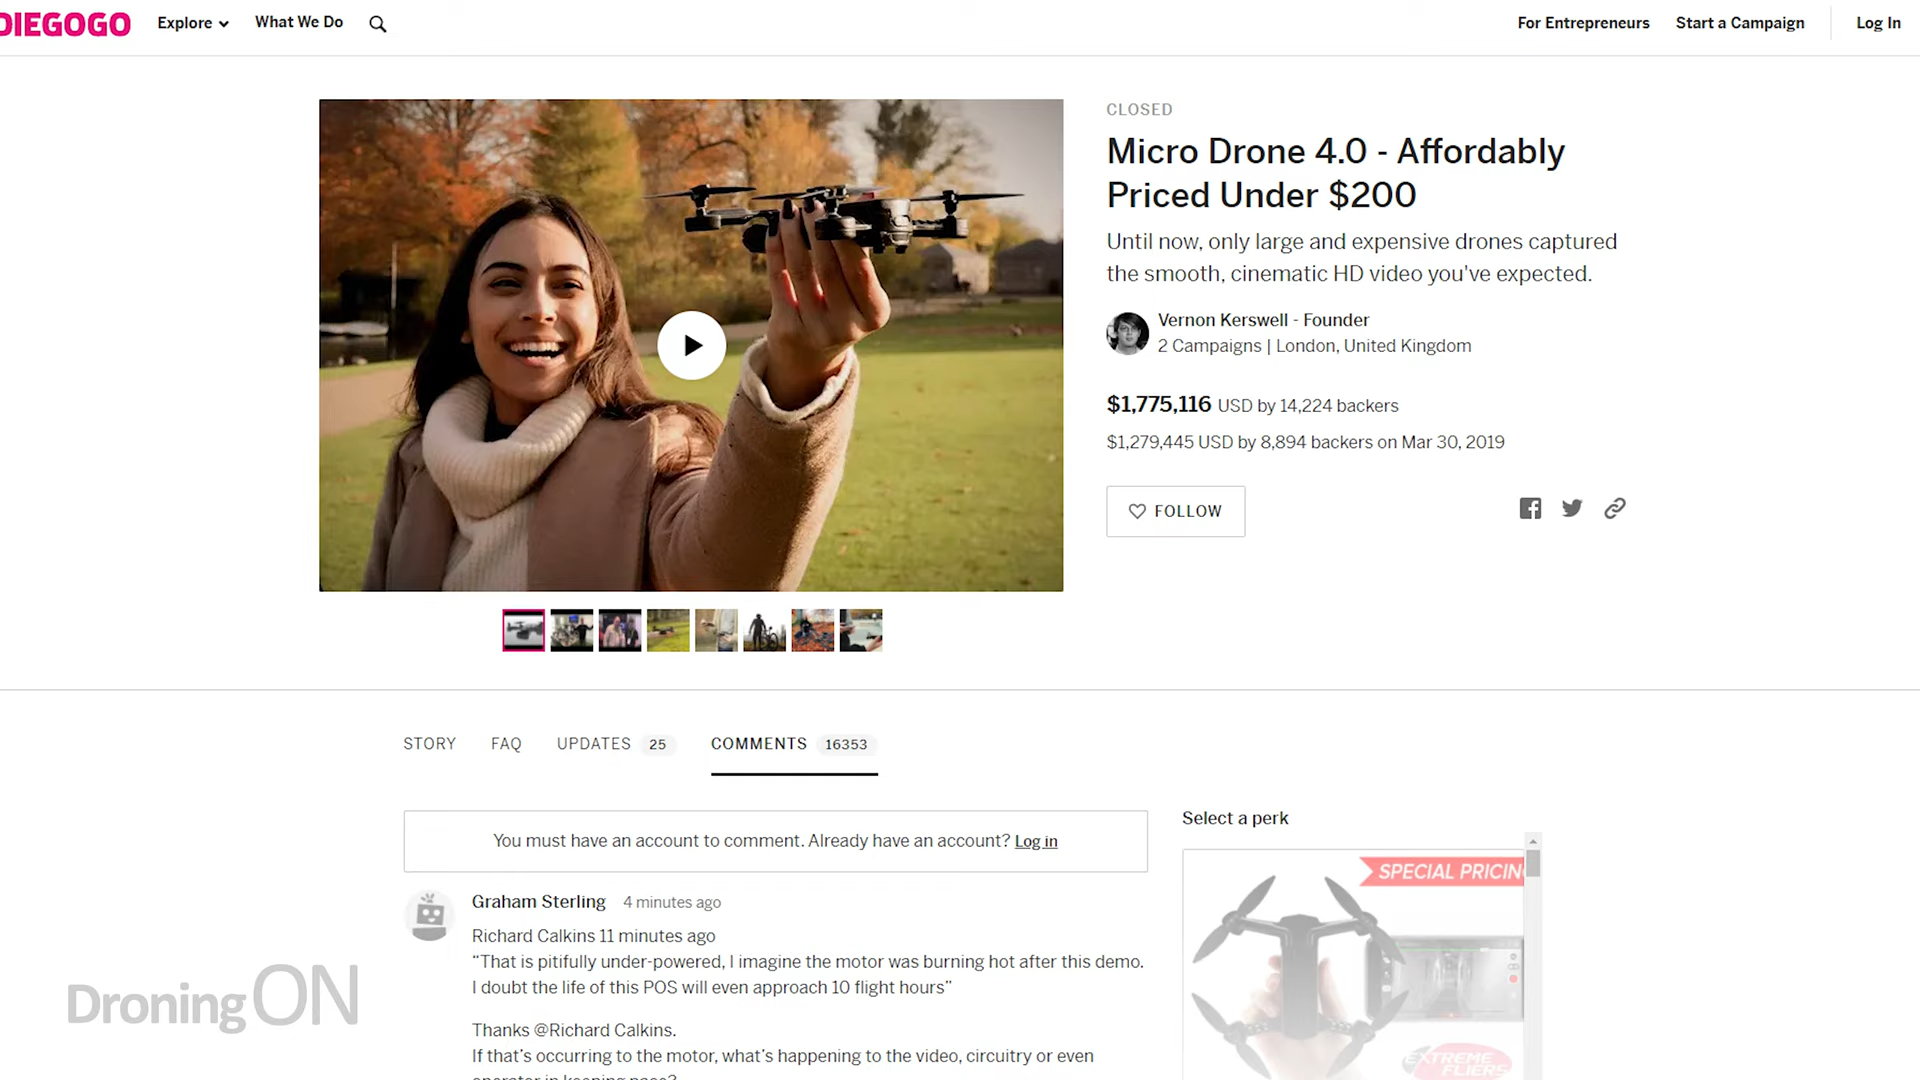 DIEGOGO
Explore
What We Do
For Entrepreneurs
Start a Campaign
Log In
CLOSED
Micro Drone 4.0 - Affordably
Priced Under $200
Until now, only large and expensive drones captured
the smooth, cinematic HD video you've expected.
Vernon Kerswell - Founder
2 Campaigns | London, United Kingdom
$1,775,116 USD by 14,224 backers
$1,279,445 USD by 8,894 backers on Mar 30, 2019
FOLLOW
STORY
FAQ
UPDATES 25
COMMENTS 16353
You must have an account to comment. Already have an account? Log in
Select a perk
SPECIAL PRICING
Graham Sterling 4 minutes ago
Richard Calkins 11 minutes ago
“That is pitifully under-powered, I imagine the motor was burning hot after this demo.
I doubt the life of this POS will even approach 10 flight hours”
Thanks @Richard Calkins.
If that’s occurring to the motor, what’s happening to the video, circuitry or even
operator in keeping pace?
EXTREME
FLIERS
DroningON